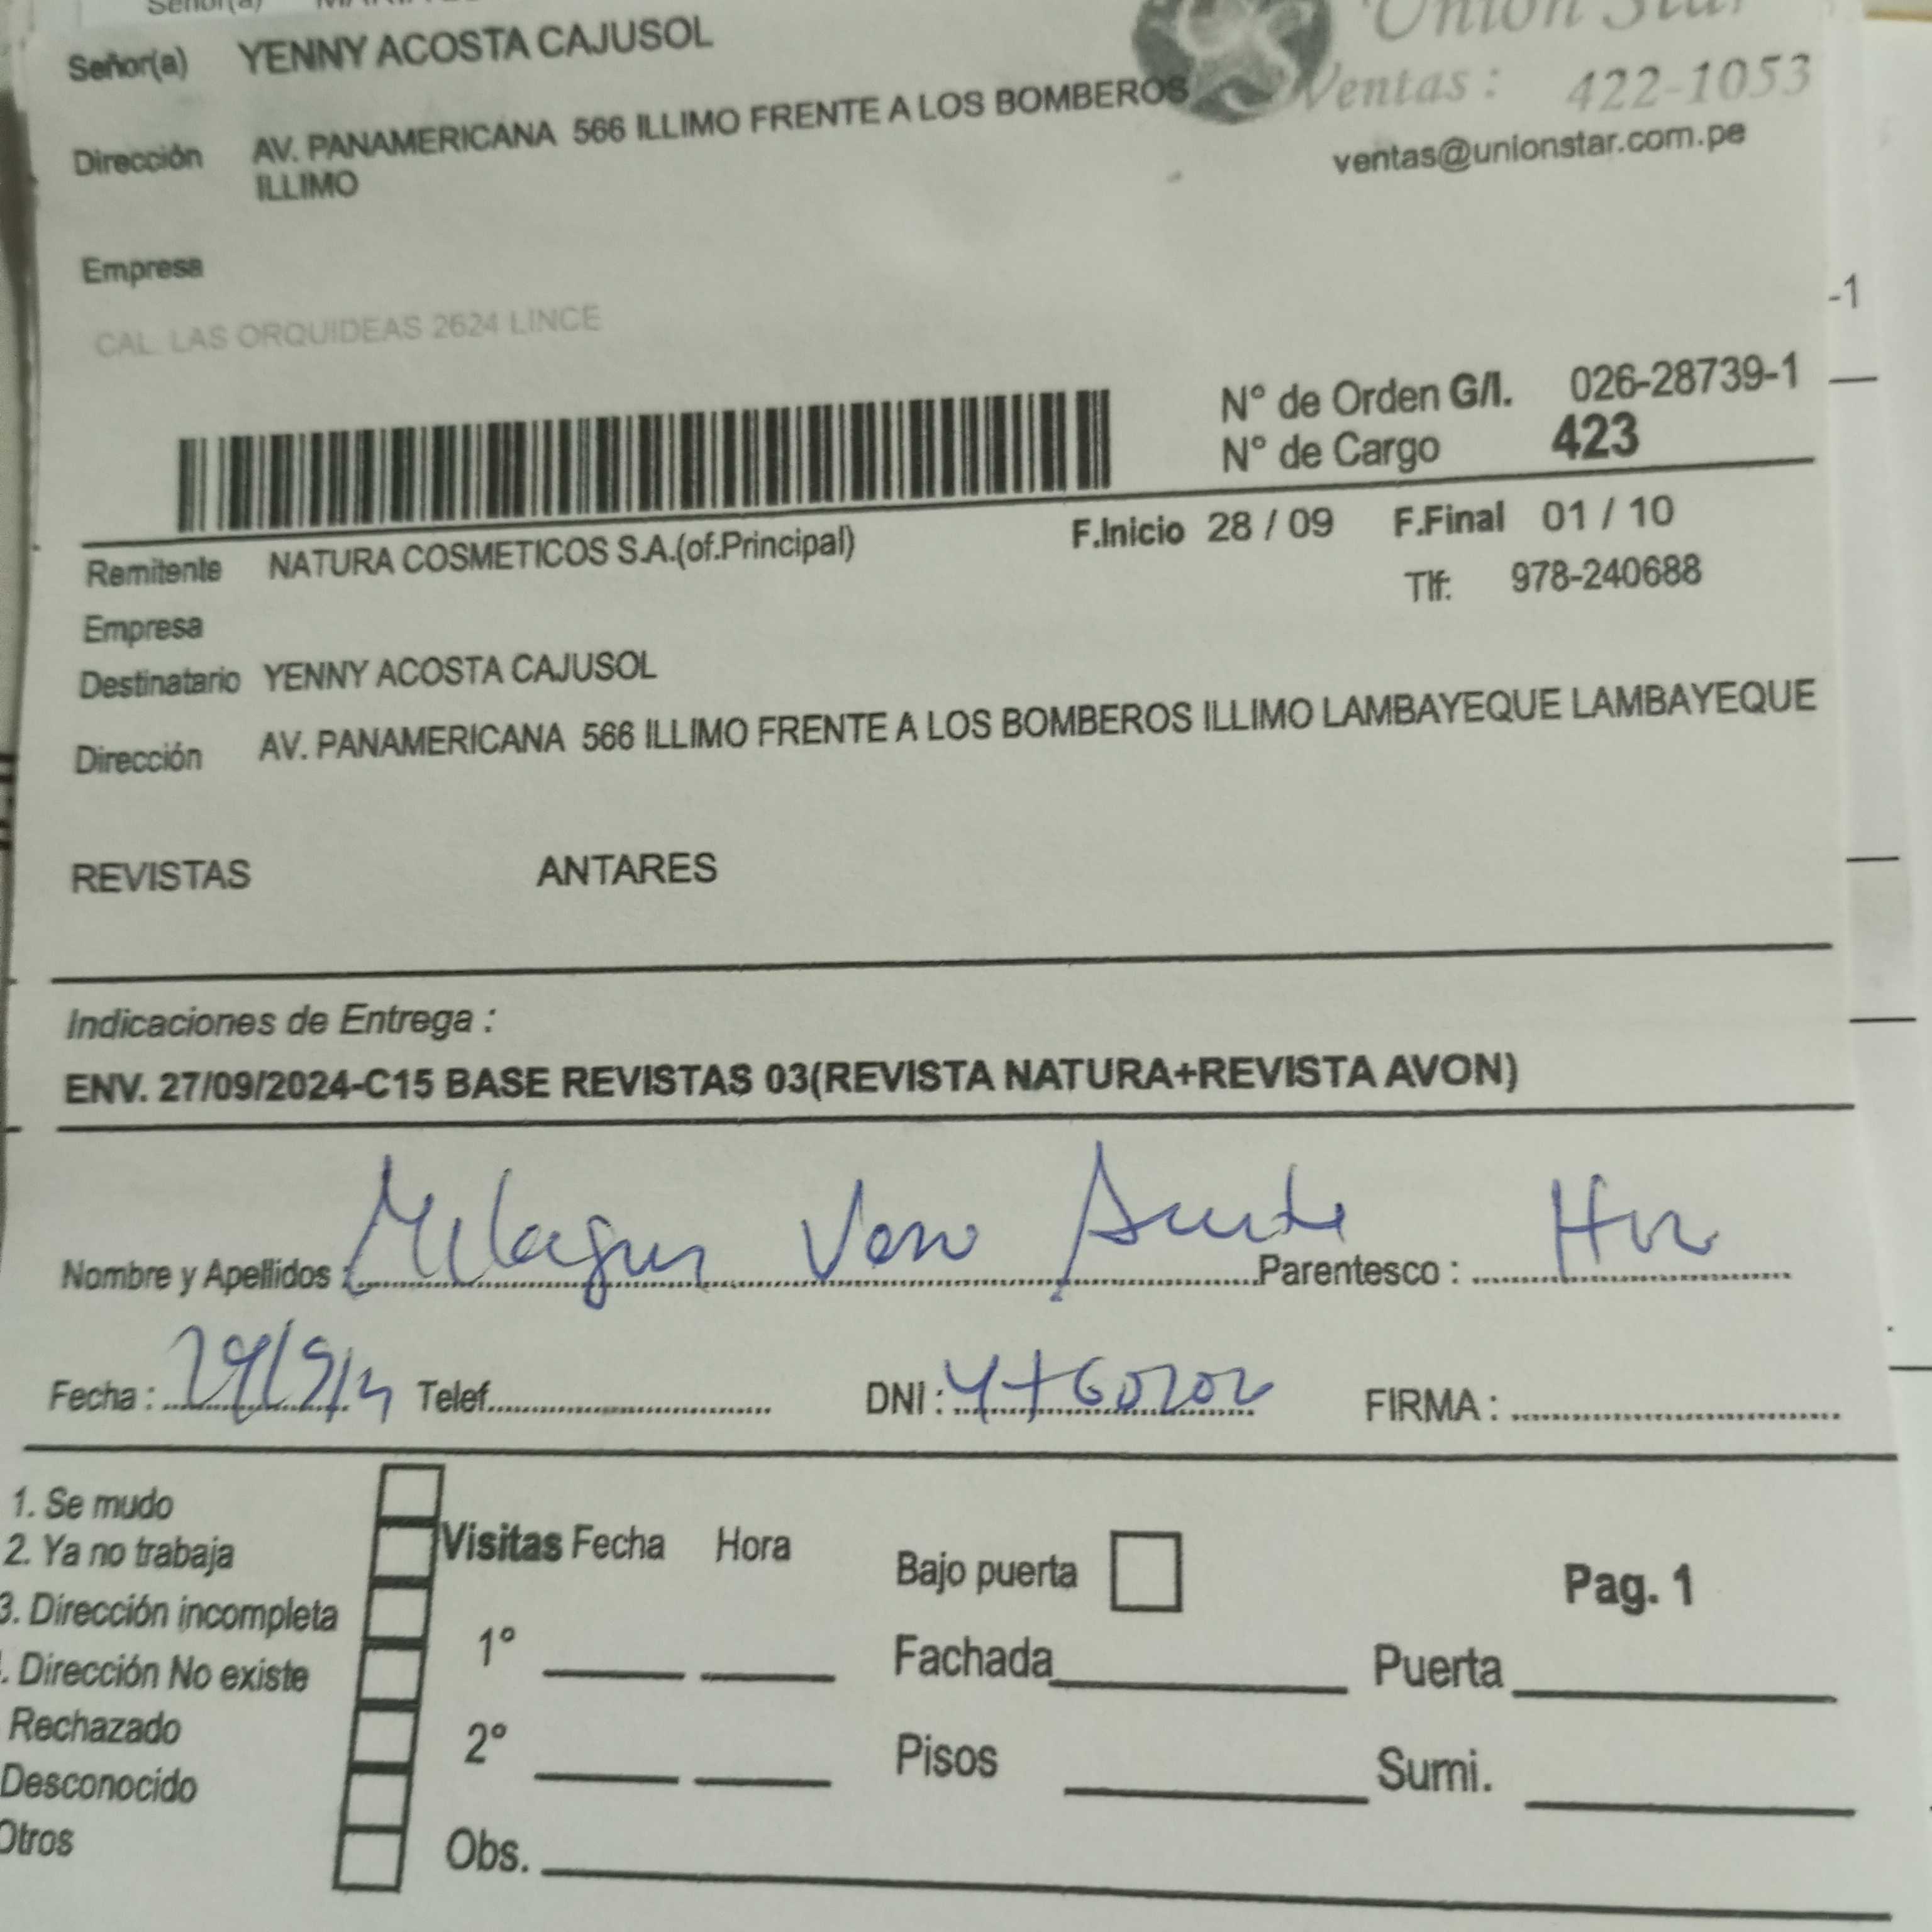 Señor(a)
Señor(a) YENNY ACOSTA CAJUSOL
Union Star
Ventas : 422-1053
ventas@unionstar.com.pe
Dirección AV. PANAMERICANA 566 ILLIMO FRENTE A LOS BOMBEROS
ILLIMO
Empresa
-1
CAL. LAS ORQUIDEAS 2624 LINCE
N° de Orden G/I. 026-28739-1
N° de Cargo 423
Remitente NATURA COSMETICOS S.A.(of.Principal) F.Inicio 28 / 09 F.Final 01 / 10
Tlf: 978-240688
Empresa
Destinatario YENNY ACOSTA CAJUSOL
Dirección AV. PANAMERICANA 566 ILLIMO FRENTE A LOS BOMBEROS ILLIMO LAMBAYEQUE LAMBAYEQUE
REVISTAS ANTARES
Indicaciones de Entrega :
ENV. 27/09/2024-C15 BASE REVISTAS 03(REVISTA NATURA+REVISTA AVON)
Nombre y Apellidos : Parentesco :
Fecha : Telef. DNI : FIRMA :
1. Se mudo
2. Ya no trabaja
3. Dirección incompleta
. Dirección No existe
Rechazado
Desconocido
Otros
Visitas Fecha Hora
1°
2°
Obs.
Bajo puerta
Pag. 1
Fachada Puerta
Pisos Sumi.